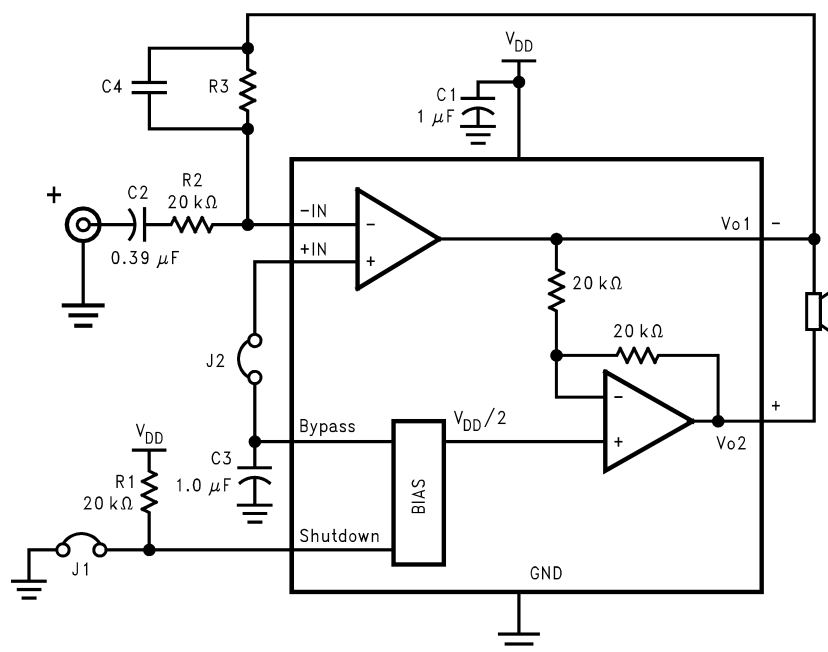 V_DD
C4
R3
C1
1 μF
+
C2
0.39 μF
R2
20 kΩ
-IN
+IN
-
+
Vo1
-
20 kΩ
20 kΩ
J2
Bypass
V_DD/2
-
+
+
Vo2
V_DD
R1
20 kΩ
C3
1.0 μF
BIAS
Shutdown
J1
GND